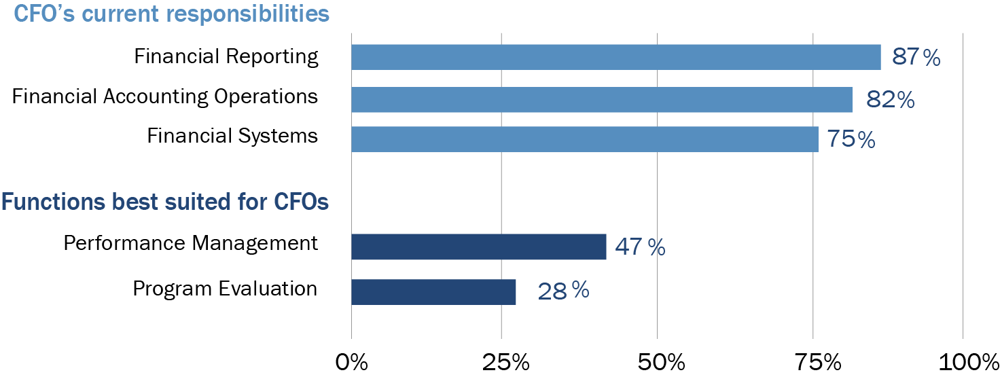 CFO’s current responsibilities
Financial Reporting 87 %
Financial Accounting Operations 82%
Financial Systems 75%
Functions best suited for CFOs
Performance Management 47 %
Program Evaluation 28 %
0% 25% 50% 75% 100%